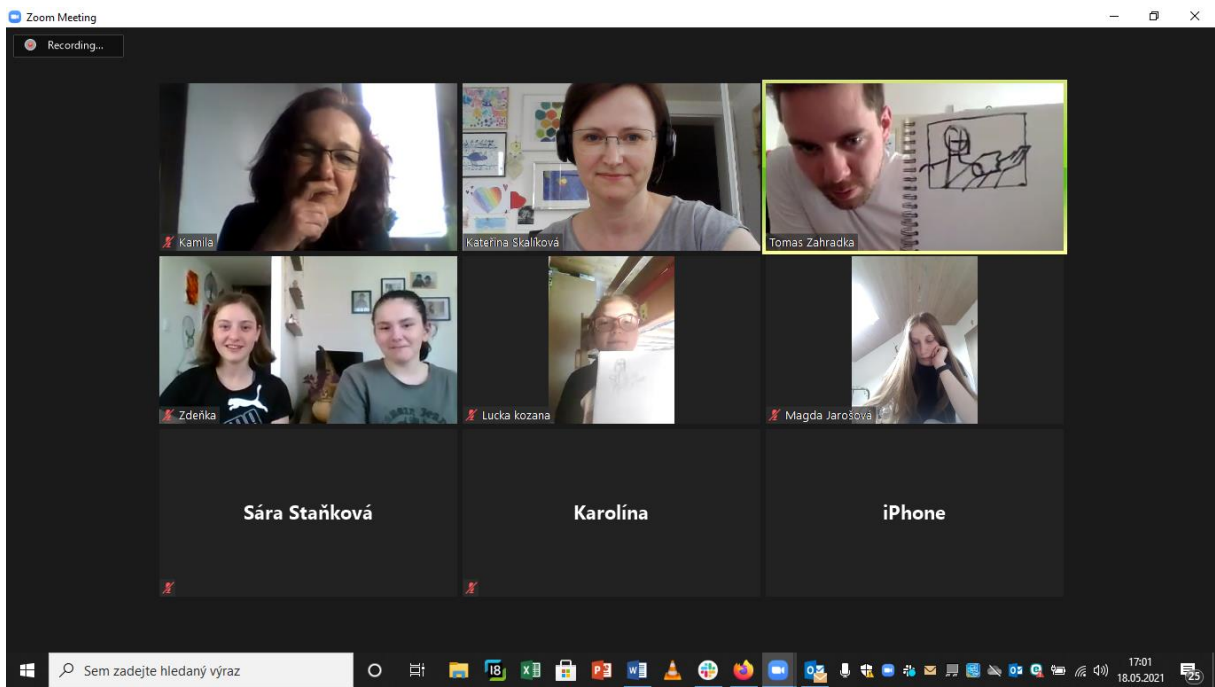 Zoom Meeting
Recording...
Kamila
Kateřina Skalíková
Tomas Zahradka
Zdeňka
Lucka kozana
Magda Jarošová
Sára Staňková
Karolína
iPhone
Sem zadejte hledaný výraz
17:01
18.05.2021
25